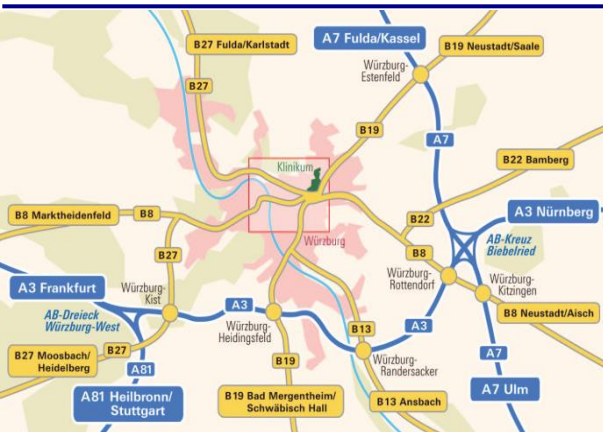 B27 Fulda/Karlstadt
A7 Fulda/Kassel
B19 Neustadt/Saale
Würzburg-
Estenfeld
B27
B19
A7
Klinikum
B22 Bamberg
B8 Marktheidenfeld
B8
B22
A3 Nürnberg
B27
Würzburg
B8
AB-Kreuz
Biebelried
A3 Frankfurt
Würzburg-
Kist
Würzburg-
Rottendorf
Würzburg-
Kitzingen
AB-Dreieck
Würzburg-West
A3
Würzburg-
Heidingsfeld
B13
A3
B8 Neustadt/Aisch
B27 Moosbach/
Heidelberg
B27
A81
B19
Würzburg-
Randersacker
A7
A81 Heilbronn/
Stuttgart
B19 Bad Mergentheim/
Schwäbisch Hall
B13 Ansbach
A7 Ulm